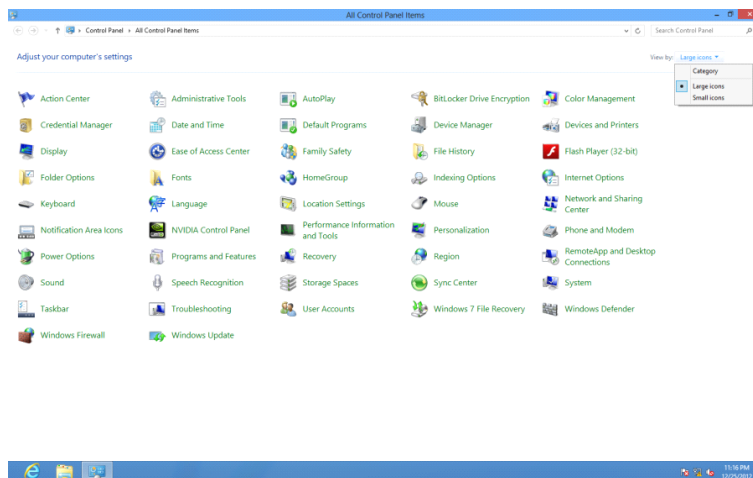 All Control Panel Items
Control Panel All Control Panel Items
Search Control Panel
Adjust your computer's settings
View by: Large icons
Category
Large icons
Small icons
Action Center
Administrative Tools
AutoPlay
BitLocker Drive Encryption
Color Management
Credential Manager
Date and Time
Default Programs
Device Manager
Devices and Printers
Display
Ease of Access Center
Family Safety
File History
Flash Player (32-bit)
Folder Options
Fonts
HomeGroup
Indexing Options
Internet Options
Keyboard
Language
Location Settings
Mouse
Network and Sharing
Center
Notification Area Icons
NVIDIA Control Panel
Performance Information
and Tools
Personalization
Phone and Modem
Power Options
Programs and Features
Recovery
Region
RemoteApp and Desktop
Connections
Sound
Speech Recognition
Storage Spaces
Sync Center
System
Taskbar
Troubleshooting
User Accounts
Windows 7 File Recovery
Windows Defender
Windows Firewall
Windows Update
11:16 PM
12/25/2012